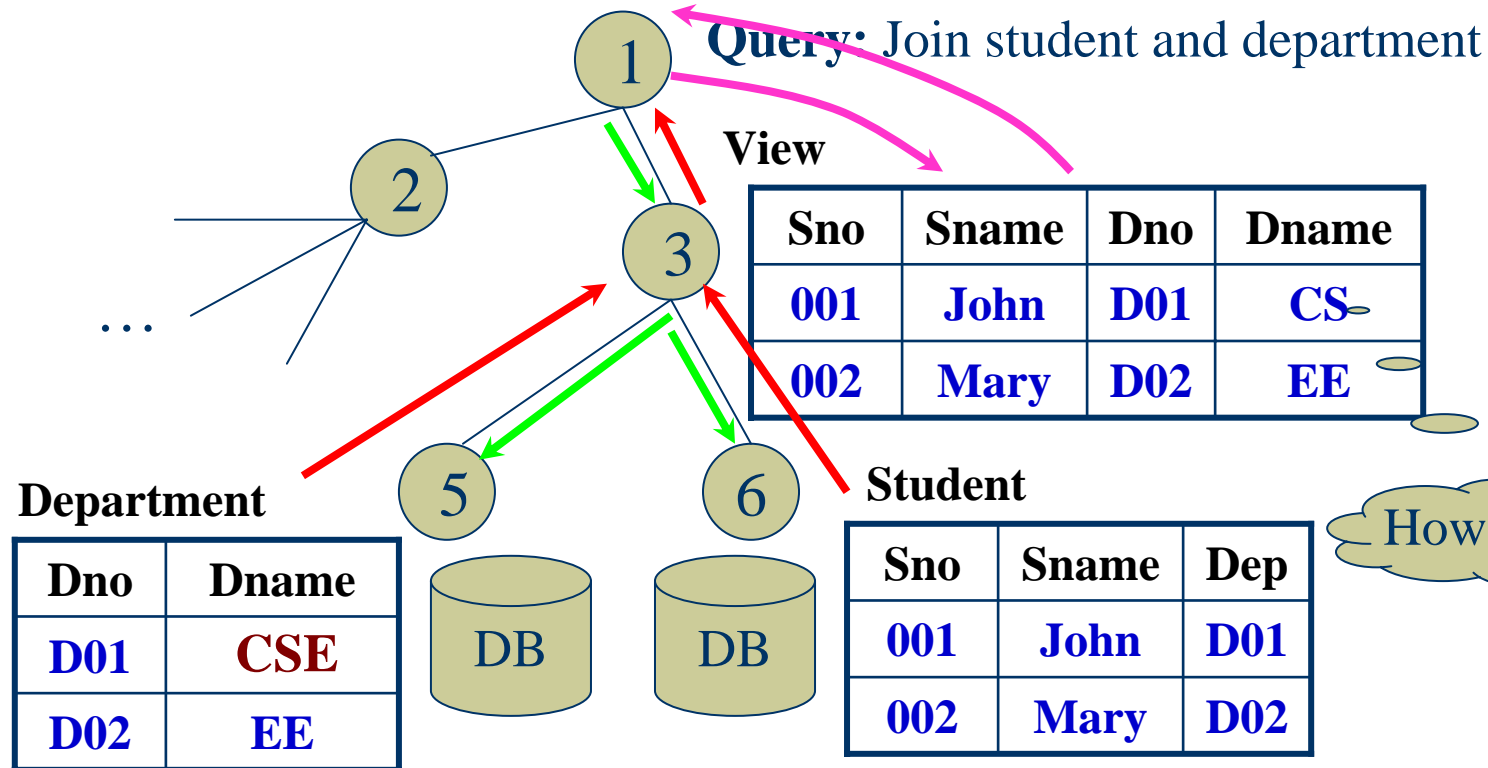 1
Query: Join student and department
View
2
Sno Sname Dno Dname
3
001 John D01 CS
…
002 Mary D02 EE
Department
5
6
Student
How
Dno Dname
D01 CSE
D02 EE
DB
DB
Sno Sname Dep
001 John D01
002 Mary D02